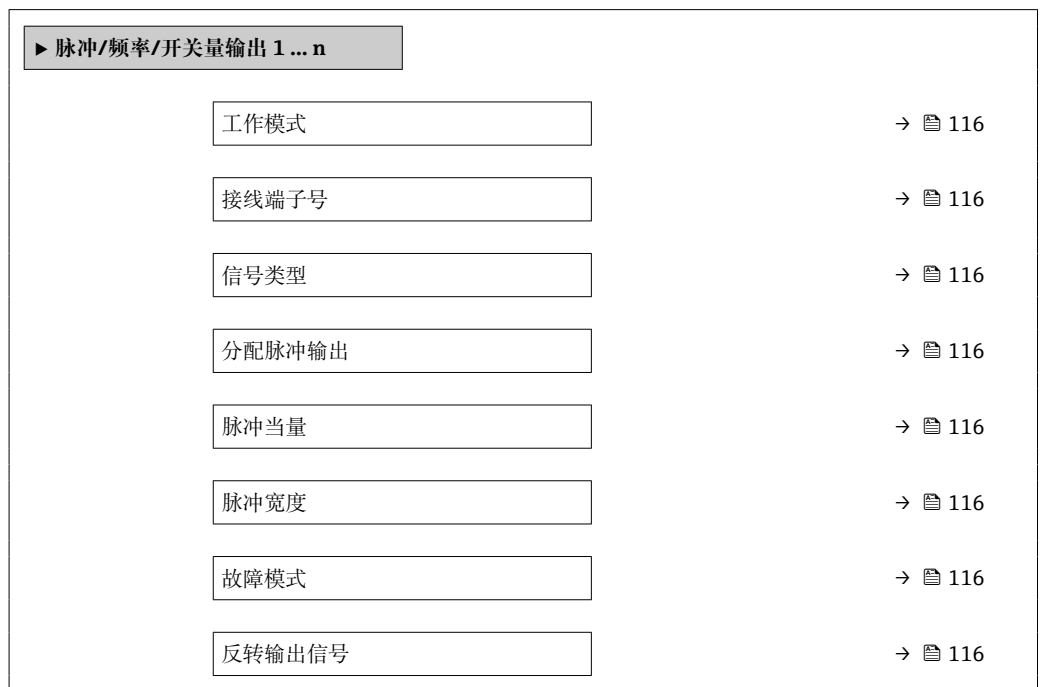 ▶ 脉冲/频率/开关量输出 1 ... n
工作模式 → 116
接线端子号 → 116
信号类型 → 116
分配脉冲输出 → 116
脉冲当量 → 116
脉冲宽度 → 116
故障模式 → 116
反转输出信号 → 116